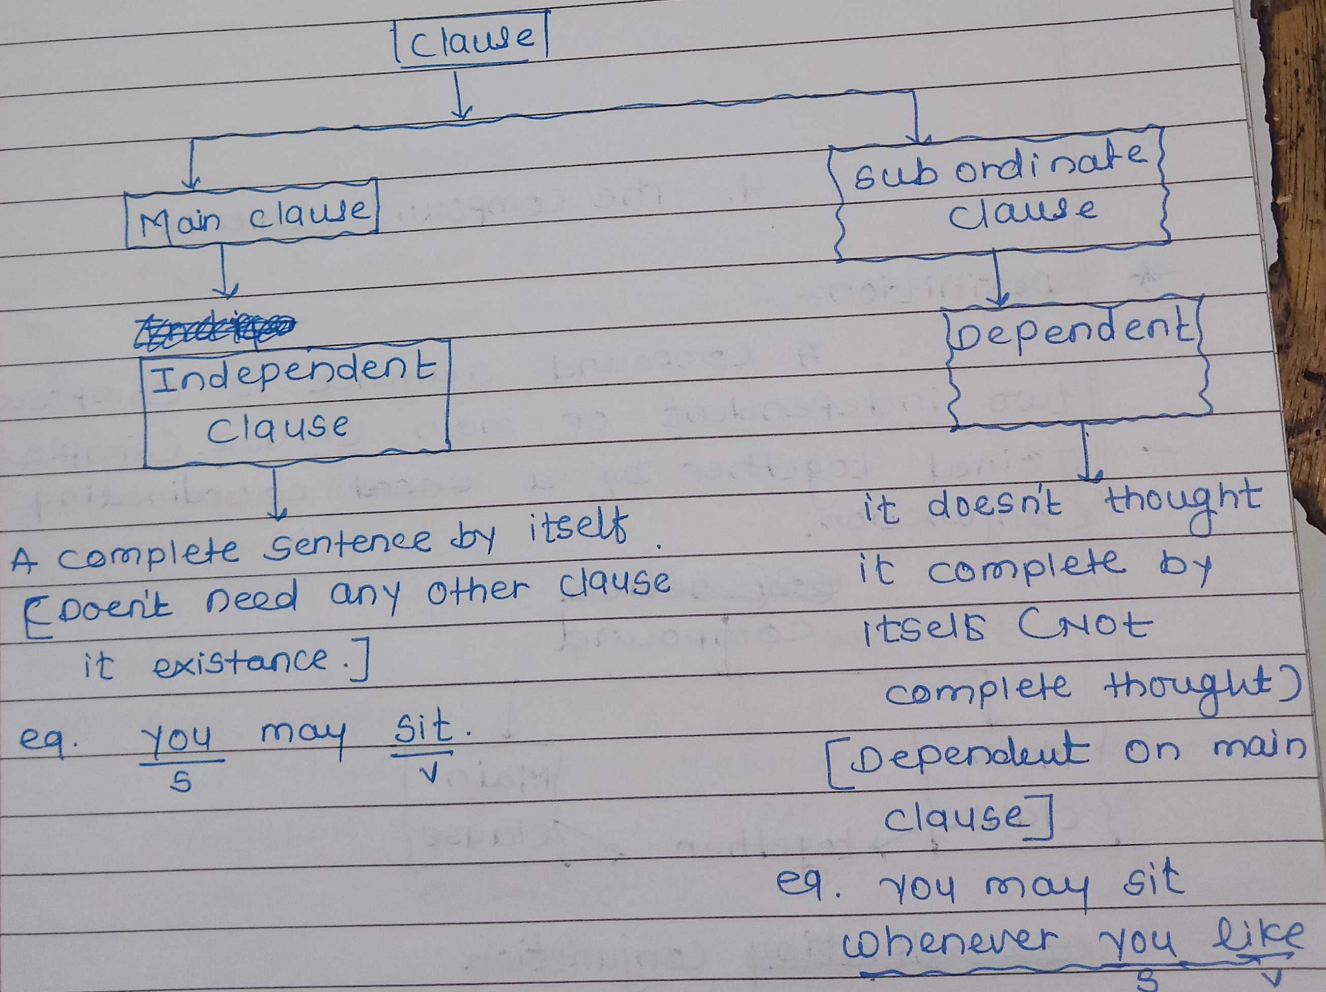 Clause
Main clause
Subordinate
clause
Independent
clause
Dependent
A complete sentence by itself.
[Doen't need any other clause
it existance.]
eg. you may sit.
S v
it doesn't thought
it complete by
itself (Not
complete thought)
[Dependent on main
clause]
eg. you may sit
whenever you like
S v